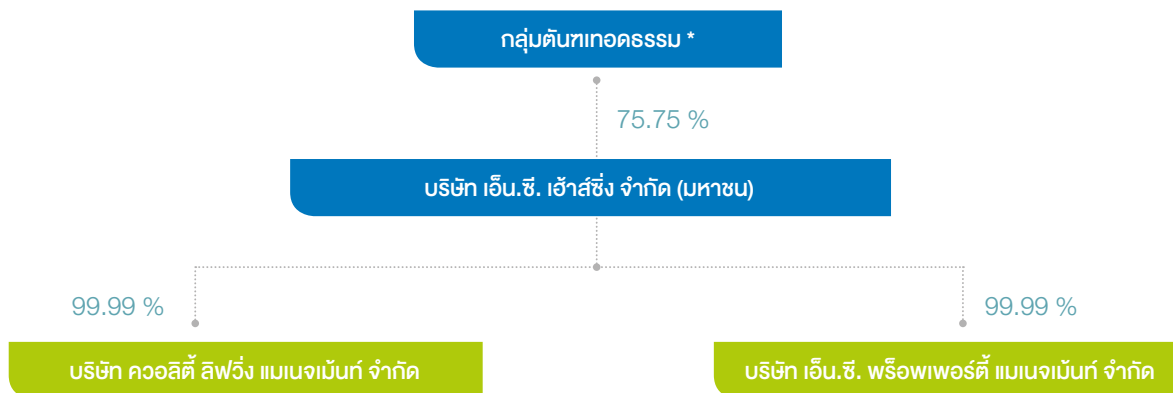 กลุ่มตันฑเทอดธรรม *
75.75 %
บริษัท เอ็น.ซี. เฮ้าส์ซิ่ง จำกัด (มหาชน)
99.99 %
99.99 %
บริษัท ควอลิตี้ ลิฟวิ่ง แมเนจเม้นท์ จำกัด
บริษัท เอ็น.ซี. พร็อพเพอร์ตี้ แมเนจเม้นท์ จำกัด